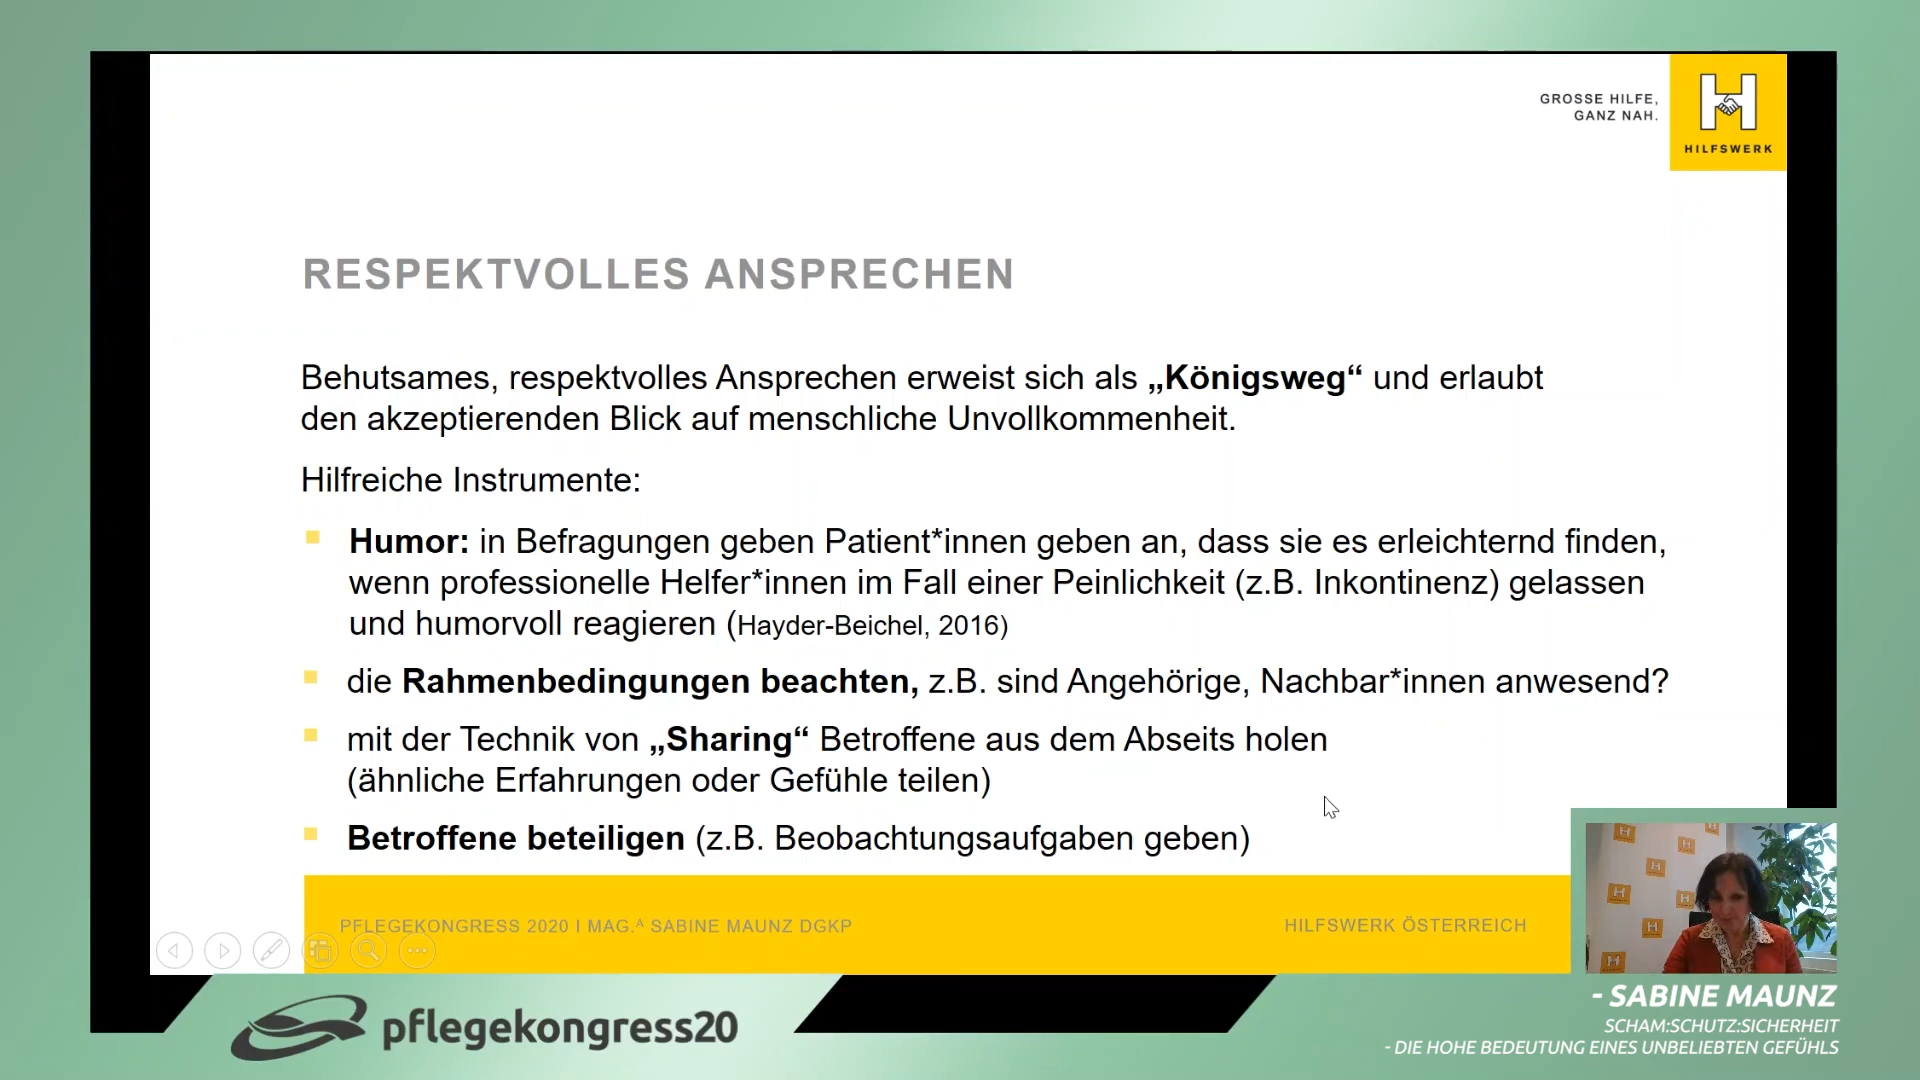 GROSSE HILFE,
GANZ NAH.
HILFSWERK
RESPEKTVOLLES ANSPRECHEN
Behutsames, respektvolles Ansprechen erweist sich als „Königsweg“ und erlaubt
den akzeptierenden Blick auf menschliche Unvollkommenheit.
Hilfreiche Instrumente:
Humor: in Befragungen geben Patient*innen geben an, dass sie es erleichternd finden,
wenn professionelle Helfer*innen im Fall einer Peinlichkeit (z.B. Inkontinenz) gelassen
und humorvoll reagieren (Hayder-Beichel, 2016)
die Rahmenbedingungen beachten, z.B. sind Angehörige, Nachbar*innen anwesend?
mit der Technik von „Sharing“ Betroffene aus dem Abseits holen
(ähnliche Erfahrungen oder Gefühle teilen)
Betroffene beteiligen (z.B. Beobachtungsaufgaben geben)
PFLEGEKONGRESS 2020 I MAG.ᴬ SABINE MAUNZ DGKP
HILFSWERK ÖSTERREICH
pflegekongress20
- SABINE MAUNZ
SCHAM:SCHUTZ:SICHERHEIT
- DIE HOHE BEDEUTUNG EINES UNBELIEBTEN GEFÜHLS